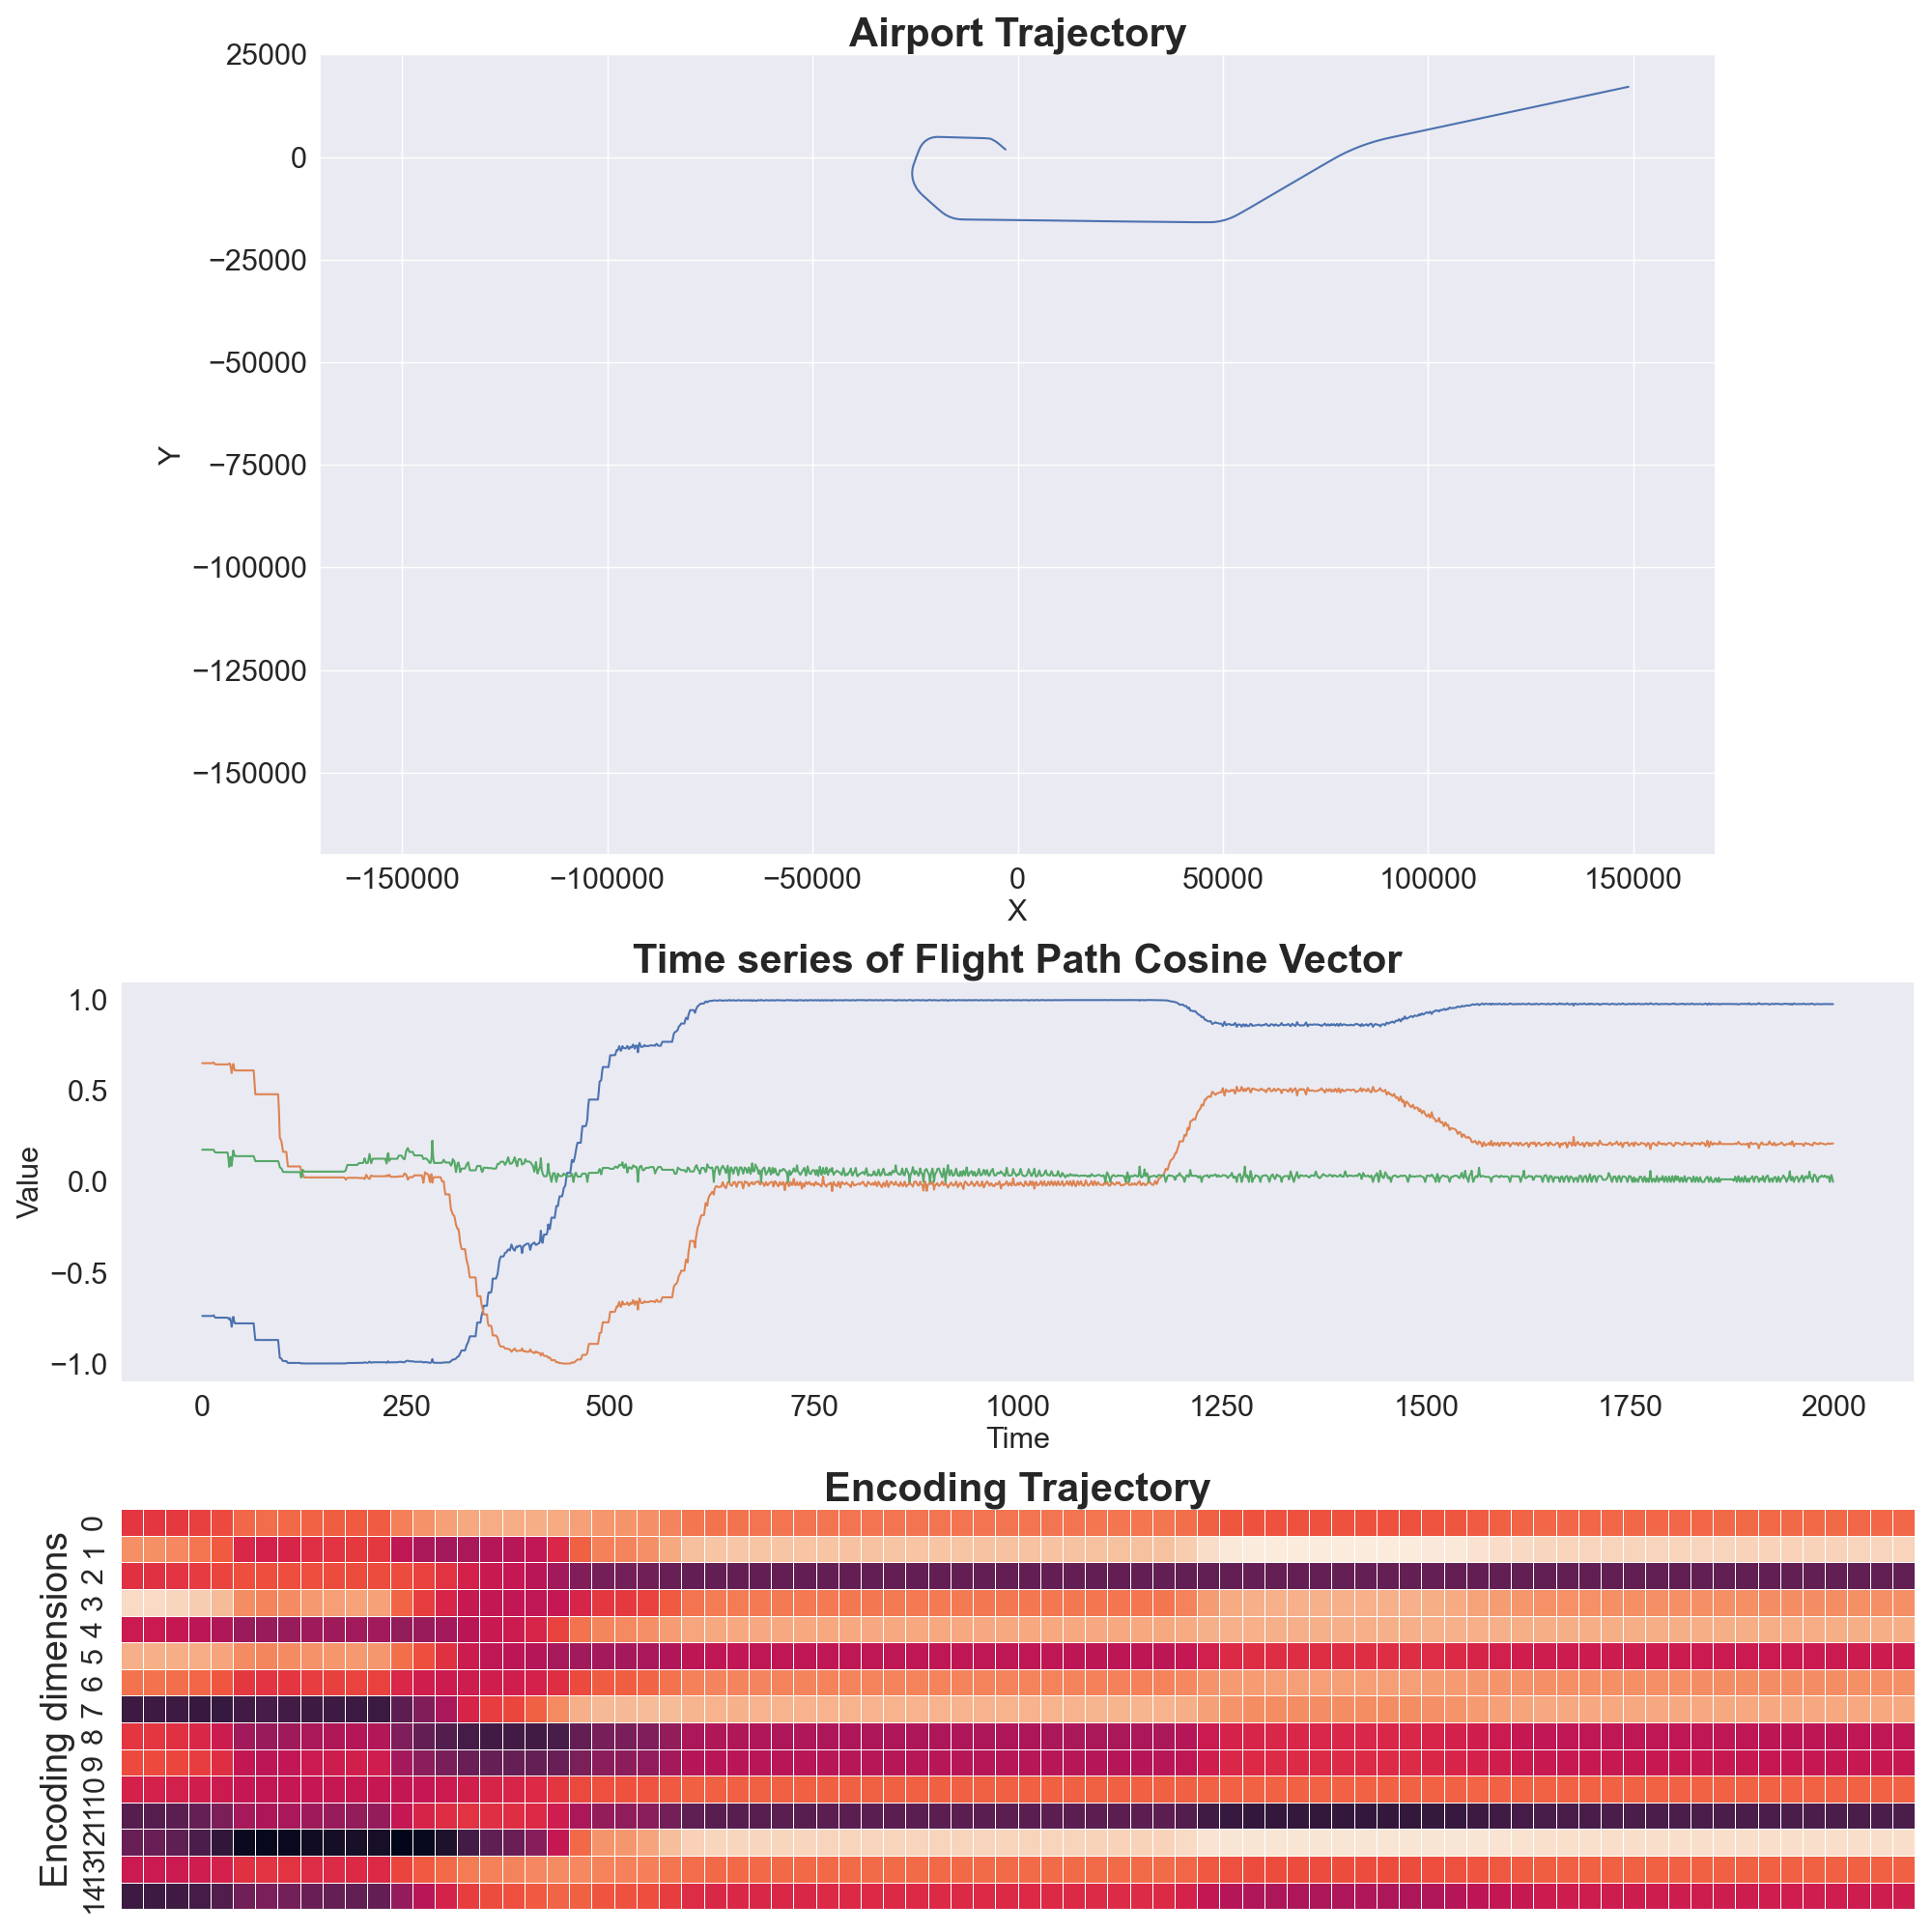 Airport Trajectory
25000
0
−25000
−50000
−75000
−100000
−125000
−150000
Y
−150000 −100000 −50000 0 50000 100000 150000
X
Time series of Flight Path Cosine Vector
1.0
0.5
0.0
−0.5
−1.0
Value
0 250 500 750 1000 1250 1500 1750 2000
Time
Encoding Trajectory
Encoding dimensions
0
1
2
3
4
5
6
7
8
9
10
11
12
13
14